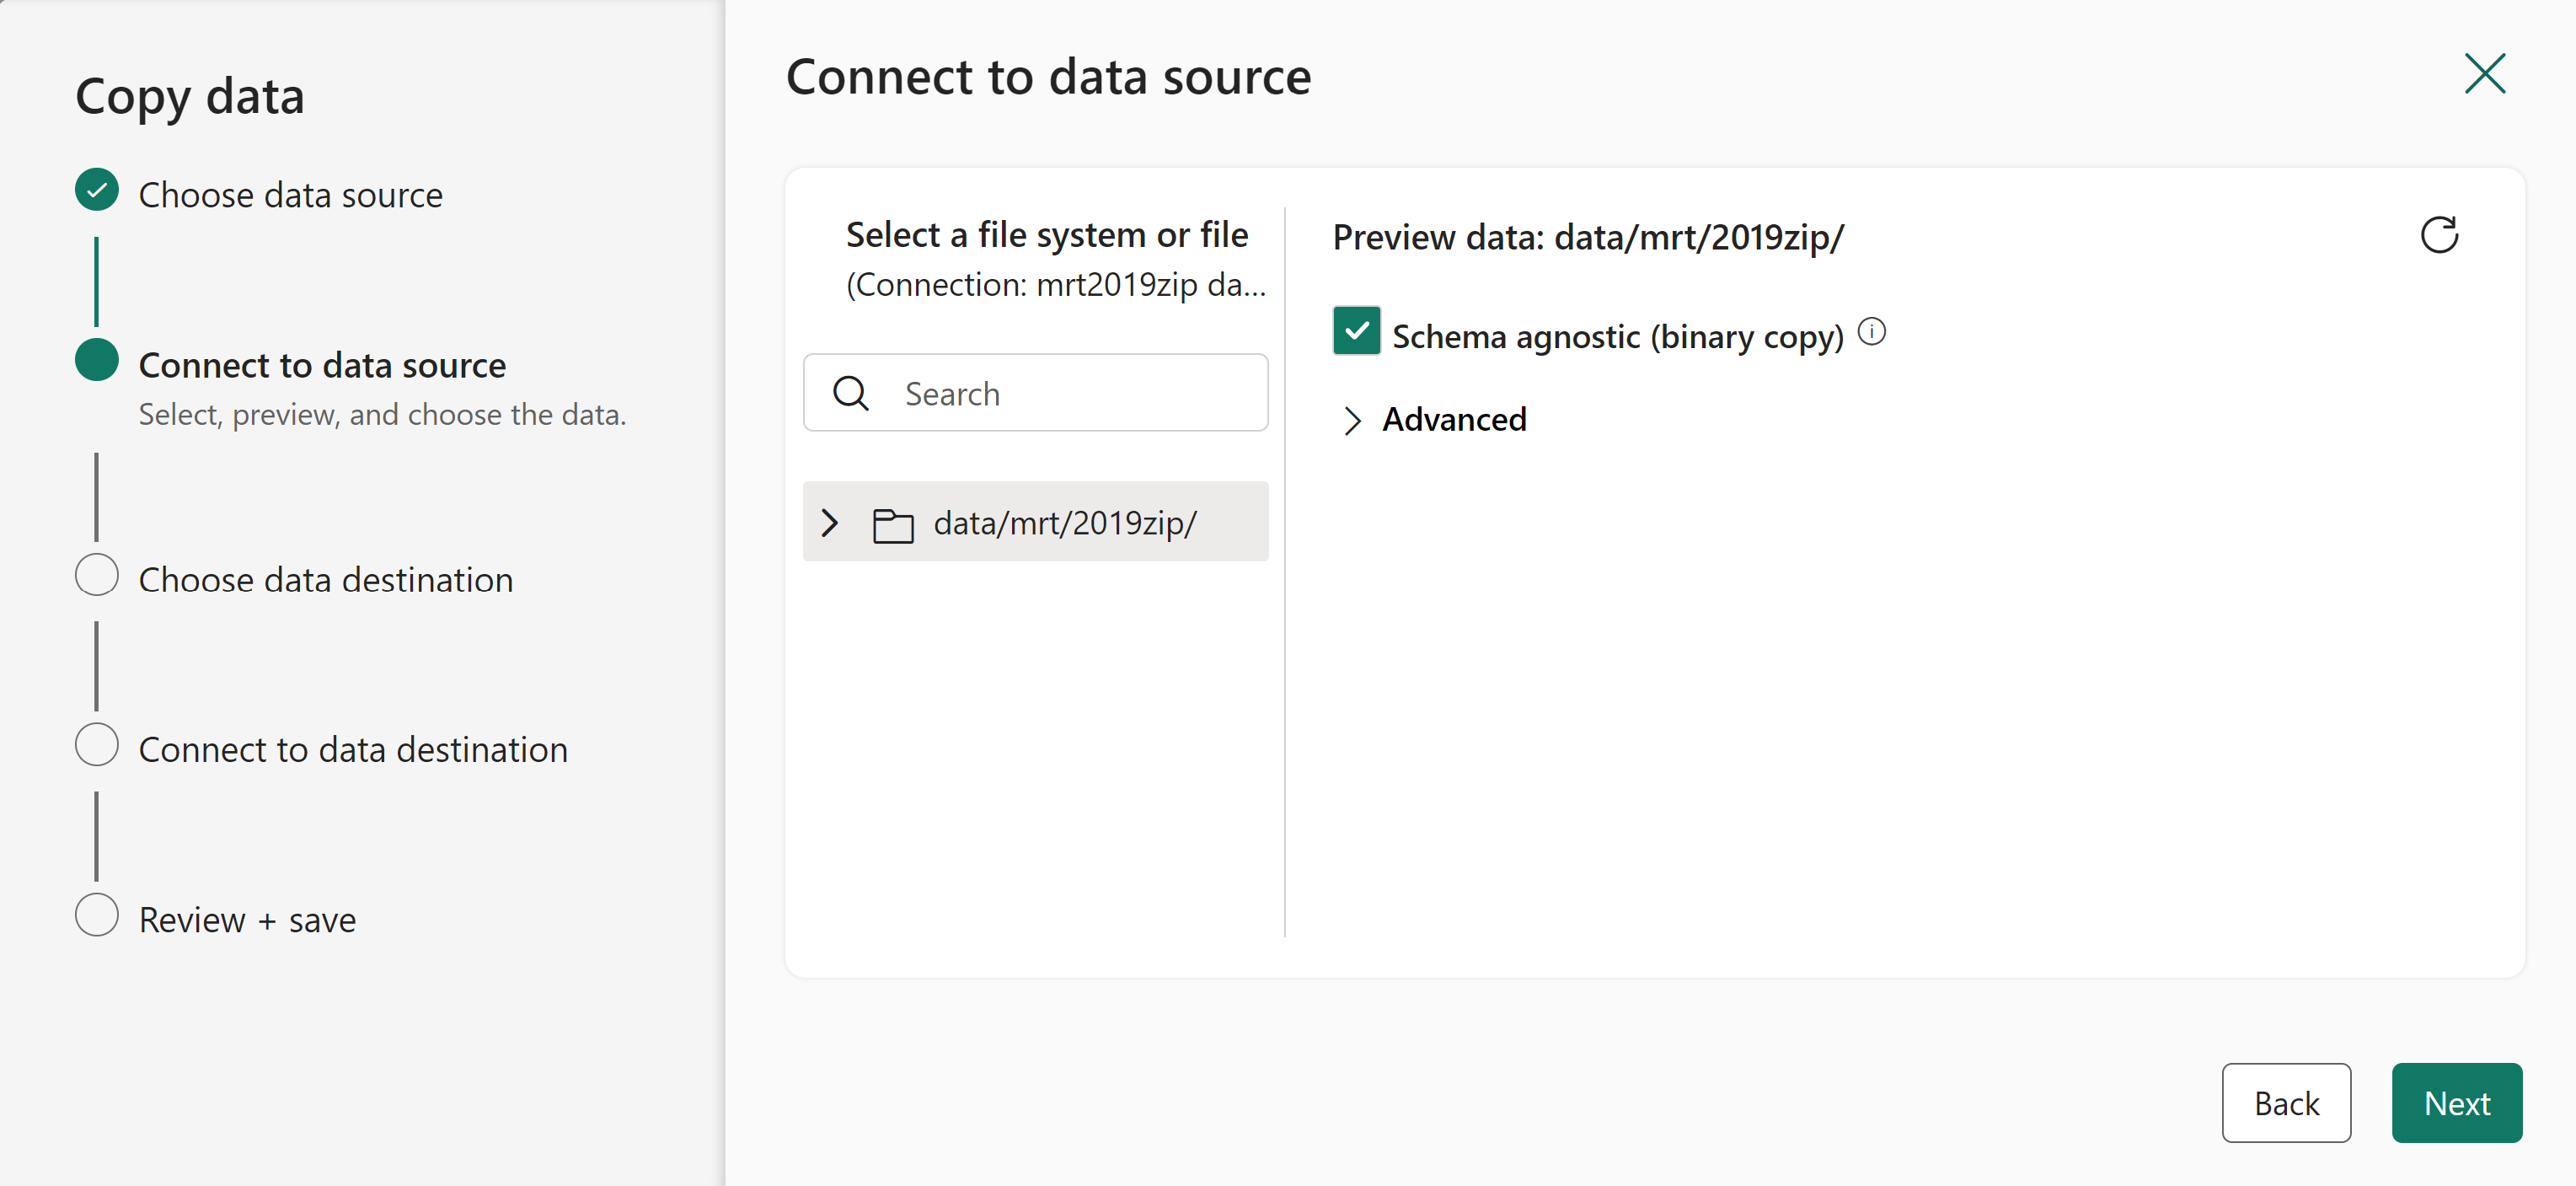 Copy data
Choose data source
Connect to data source
Select, preview, and choose the data.
Choose data destination
Connect to data destination
Review + save
Connect to data source
Select a file system or file
(Connection: mrt2019zip da...
Search
data/mrt/2019zip/
Preview data: data/mrt/2019zip/
Schema agnostic (binary copy)
Advanced
Back
Next